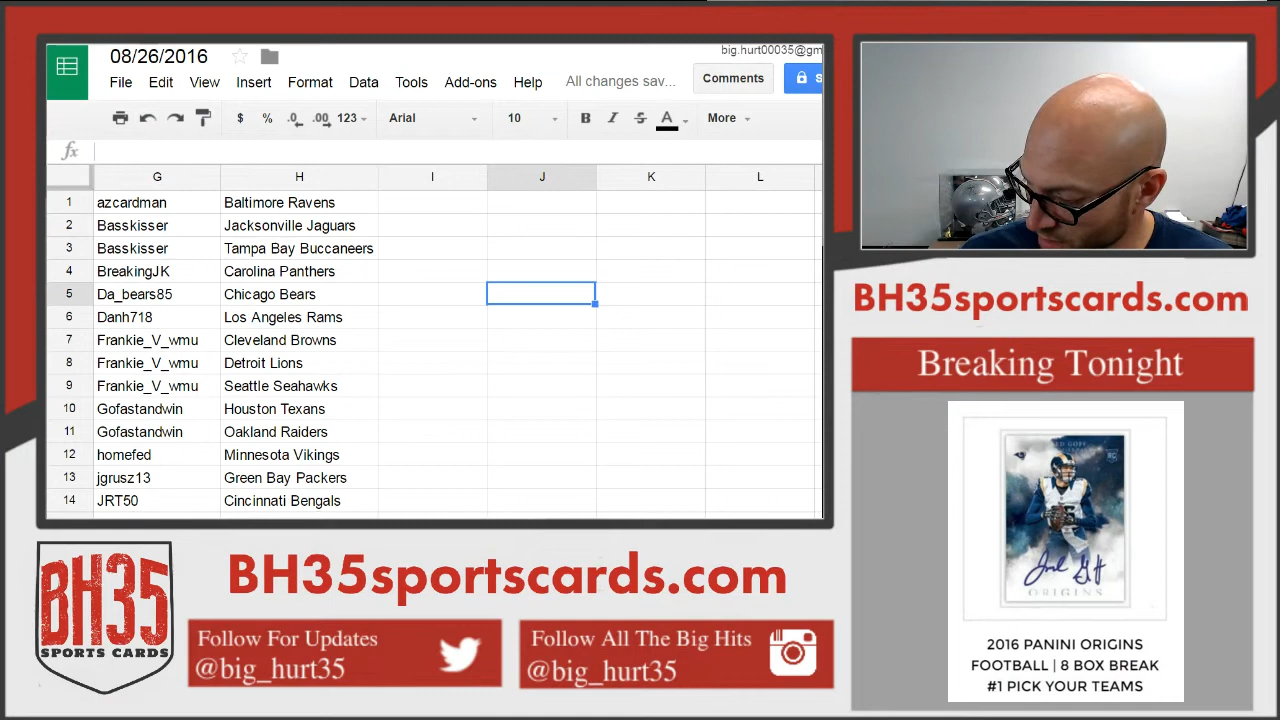 08/26/2016
big.hurt00035@gm
File Edit View Insert Format Data Tools Add-ons Help All changes sav... Comments S
$ % .0 .00 123 Arial 10 B I S A More
fx
G H I J K L
1 azcardman Baltimore Ravens
2 Basskisser Jacksonville Jaguars
3 Basskisser Tampa Bay Buccaneers
4 BreakingJK Carolina Panthers
5 Da_bears85 Chicago Bears
6 Danh718 Los Angeles Rams
7 Frankie_V_wmu Cleveland Browns
8 Frankie_V_wmu Detroit Lions
9 Frankie_V_wmu Seattle Seahawks
10 Gofastandwin Houston Texans
11 Gofastandwin Oakland Raiders
12 homefed Minnesota Vikings
13 jgrusz13 Green Bay Packers
14 JRT50 Cincinnati Bengals
BH35sportscards.com
Breaking Tonight
RC
ORIGINS
2016 PANINI ORIGINS
FOOTBALL | 8 BOX BREAK
#1 PICK YOUR TEAMS
BH35
SPORTS CARDS
BH35sportscards.com
Follow For Updates
@big_hurt35
Follow All The Big Hits
@big_hurt35